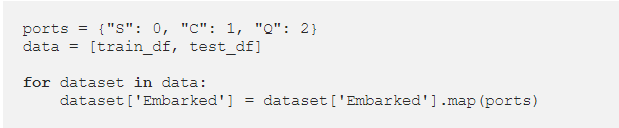 ports = {"S": 0, "C": 1, "Q": 2}
data = [train_df, test_df]
for dataset in data:
    dataset['Embarked'] = dataset['Embarked'].map(ports)